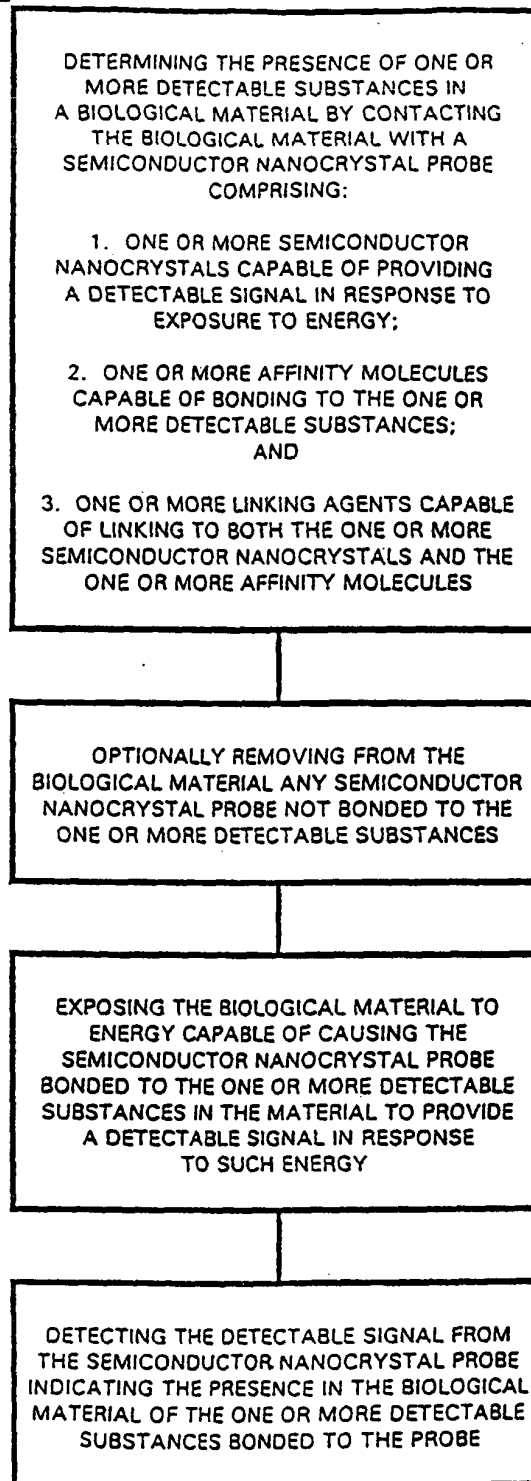 DETERMINING THE PRESENCE OF ONE OR
MORE DETECTABLE SUBSTANCES IN
A BIOLOGICAL MATERIAL BY CONTACTING
THE BIOLOGICAL MATERIAL WITH A
SEMICONDUCTOR NANOCRYSTAL PROBE
COMPRISING:
1. ONE OR MORE SEMICONDUCTOR
NANOCRYSTALS CAPABLE OF PROVIDING
A DETECTABLE SIGNAL IN RESPONSE TO
EXPOSURE TO ENERGY;
2. ONE OR MORE AFFINITY MOLECULES
CAPABLE OF BONDING TO THE ONE OR
MORE DETECTABLE SUBSTANCES;
AND
3. ONE OR MORE LINKING AGENTS CAPABLE
OF LINKING TO BOTH THE ONE OR MORE
SEMICONDUCTOR NANOCRYSTALS AND THE
ONE OR MORE AFFINITY MOLECULES
OPTIONALLY REMOVING FROM THE
BIOLOGICAL MATERIAL ANY SEMICONDUCTOR
NANOCRYSTAL PROBE NOT BONDED TO THE
ONE OR MORE DETECTABLE SUBSTANCES
EXPOSING THE BIOLOGICAL MATERIAL TO
ENERGY CAPABLE OF CAUSING THE
SEMICONDUCTOR NANOCRYSTAL PROBE
BONDED TO THE ONE OR MORE DETECTABLE
SUBSTANCES IN THE MATERIAL TO PROVIDE
A DETECTABLE SIGNAL IN RESPONSE
TO SUCH ENERGY
DETECTING THE DETECTABLE SIGNAL FROM
THE SEMICONDUCTOR NANOCRYSTAL PROBE
INDICATING THE PRESENCE IN THE BIOLOGICAL
MATERIAL OF THE ONE OR MORE DETECTABLE
SUBSTANCES BONDED TO THE PROBE